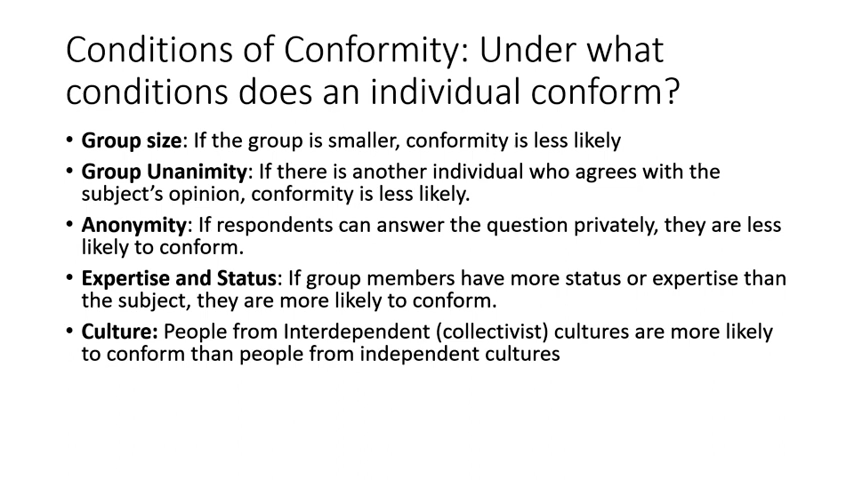 Conditions of Conformity: Under what
conditions does an individual conform?
• Group size: If the group is smaller, conformity is less likely
• Group Unanimity: If there is another individual who agrees with the
subject's opinion, conformity is less likely.
• Anonymity: If respondents can answer the question privately, they are less
likely to conform.
• Expertise and Status: If group members have more status or expertise than
the subject, they are more likely to conform.
• Culture: People from Interdependent (collectivist) cultures are more likely
to conform than people from independent cultures